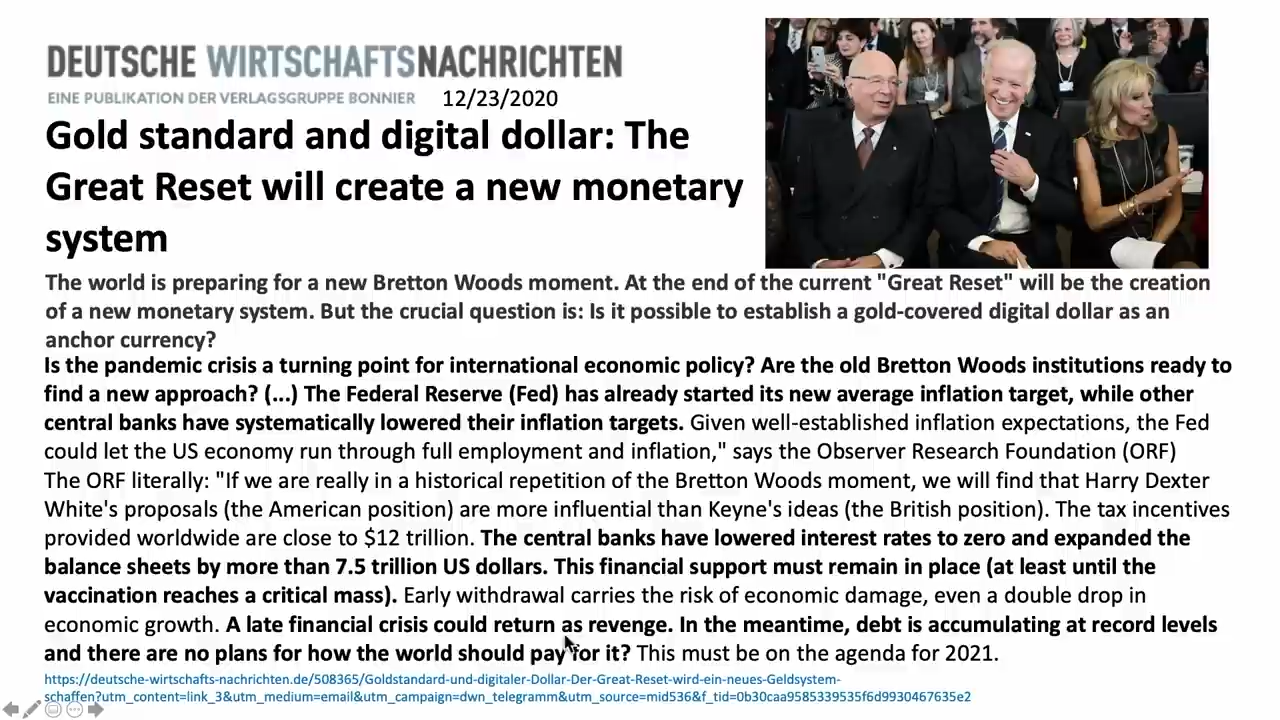 DEUTSCHE WIRTSCHAFTSNACHRICHTEN
EINE PUBLIKATION DER VERLAGSGRUPPE BONNIER 12/23/2020
Gold standard and digital dollar: The
Great Reset will create a new monetary
system
The world is preparing for a new Bretton Woods moment. At the end of the current "Great Reset" will be the creation
of a new monetary system. But the crucial question is: Is it possible to establish a gold-covered digital dollar as an
anchor currency?
Is the pandemic crisis a turning point for international economic policy? Are the old Bretton Woods institutions ready to
find a new approach? (...) The Federal Reserve (Fed) has already started its new average inflation target, while other
central banks have systematically lowered their inflation targets. Given well-established inflation expectations, the Fed
could let the US economy run through full employment and inflation," says the Observer Research Foundation (ORF)
The ORF literally: "If we are really in a historical repetition of the Bretton Woods moment, we will find that Harry Dexter
White's proposals (the American position) are more influential than Keyne's ideas (the British position). The tax incentives
provided worldwide are close to $12 trillion. The central banks have lowered interest rates to zero and expanded the
balance sheets by more than 7.5 trillion US dollars. This financial support must remain in place (at least until the
vaccination reaches a critical mass). Early withdrawal carries the risk of economic damage, even a double drop in
economic growth. A late financial crisis could return as revenge. In the meantime, debt is accumulating at record levels
and there are no plans for how the world should pay for it? This must be on the agenda for 2021.
https://deutsche-wirtschafts-nachrichten.de/508365/Goldstandard-und-digitaler-Dollar-Der-Great-Reset-wird-ein-neues-Geldsystem-
schaffen?utm_content=link_3&utm_medium=email&utm_campaign=dwn_telegramm&utm_source=mid536&f_tid=0b30caa9585339535f6d9930467635e2